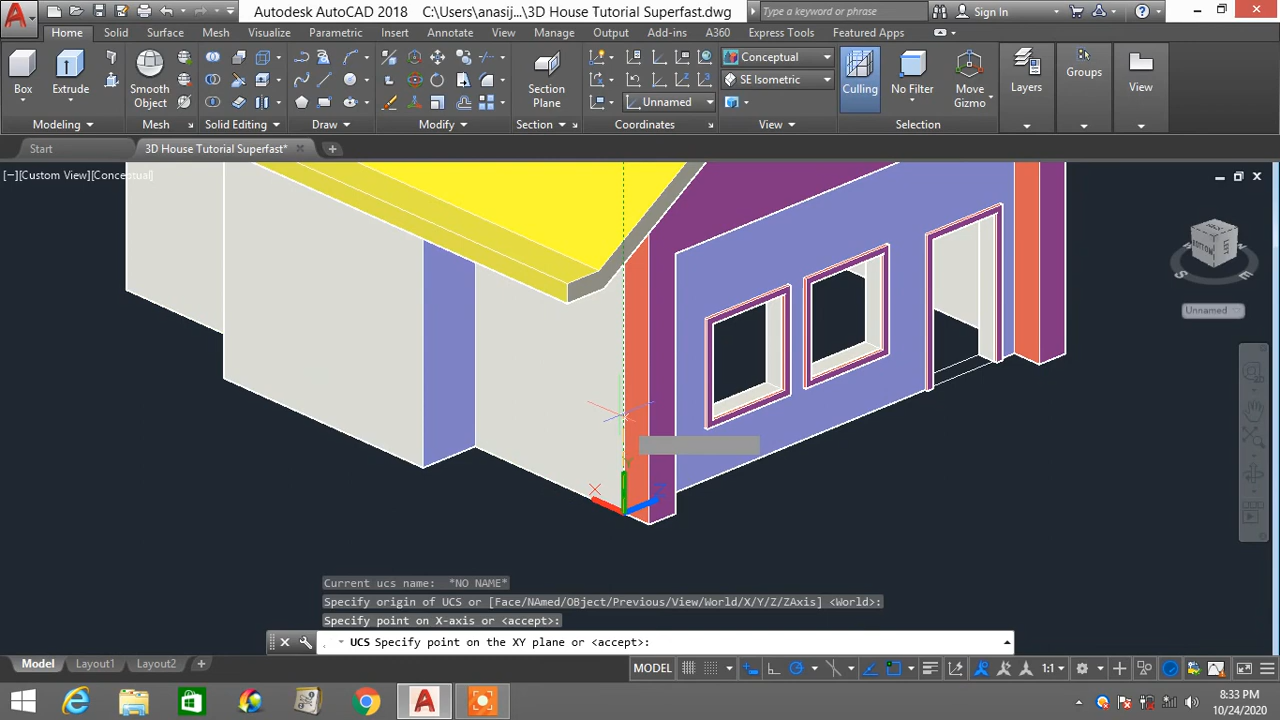 Autodesk AutoCAD 2018 C:\Users\anasij...\3D House Tutorial Superfast.dwg
Type a keyword or phrase
Sign In
Home Solid Surface Mesh Visualize Parametric Insert Annotate View Manage Output Add-ins A360 Express Tools Featured Apps
Box
Extrude
Smooth Object
Section Plane
Unnamed
Conceptual
SE Isometric
Culling
No Filter
Move Gizmo
Layers
Groups
View
Modeling Mesh Solid Editing Draw Modify Section Coordinates View Selection
Start
3D House Tutorial Superfast*
[−][Custom View][Conceptual]
BOTTOM
LEFT
S
E
Unnamed
X
Current ucs name: *NO NAME*
Specify origin of UCS or [Face/NAmed/OBject/Previous/View/World/X/Y/Z/ZAxis] <World>:
Specify point on X-axis or <accept>:
UCS Specify point on the XY plane or <accept>:
Model Layout1 Layout2
MODEL
1:1
8:33 PM
10/24/2020